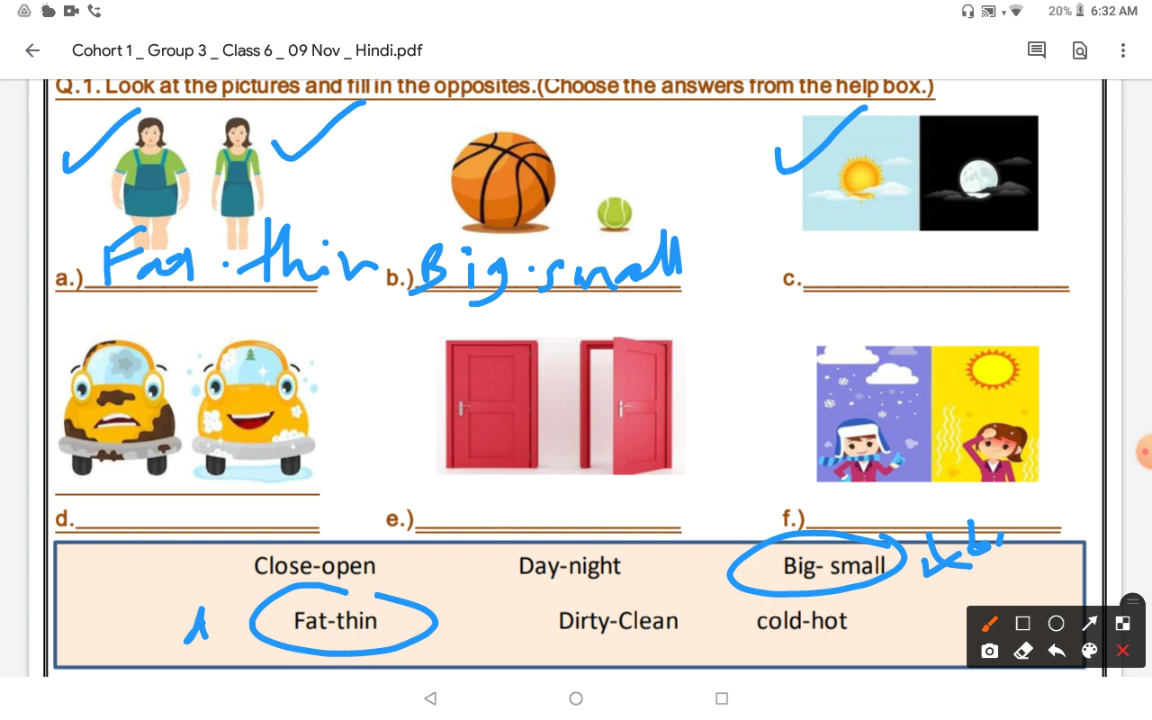 20% 6:32 AM
Cohort 1 _ Group 3 _ Class 6 _ 09 Nov _ Hindi.pdf
Q.1. Look at the pictures and fill in the opposites.(Choose the answers from the help box.)
a.) Fat . thin b.) Big . small c.
d. e.) f.)
Close-open Day-night Big- small b.
Fat-thin Dirty-Clean cold-hot